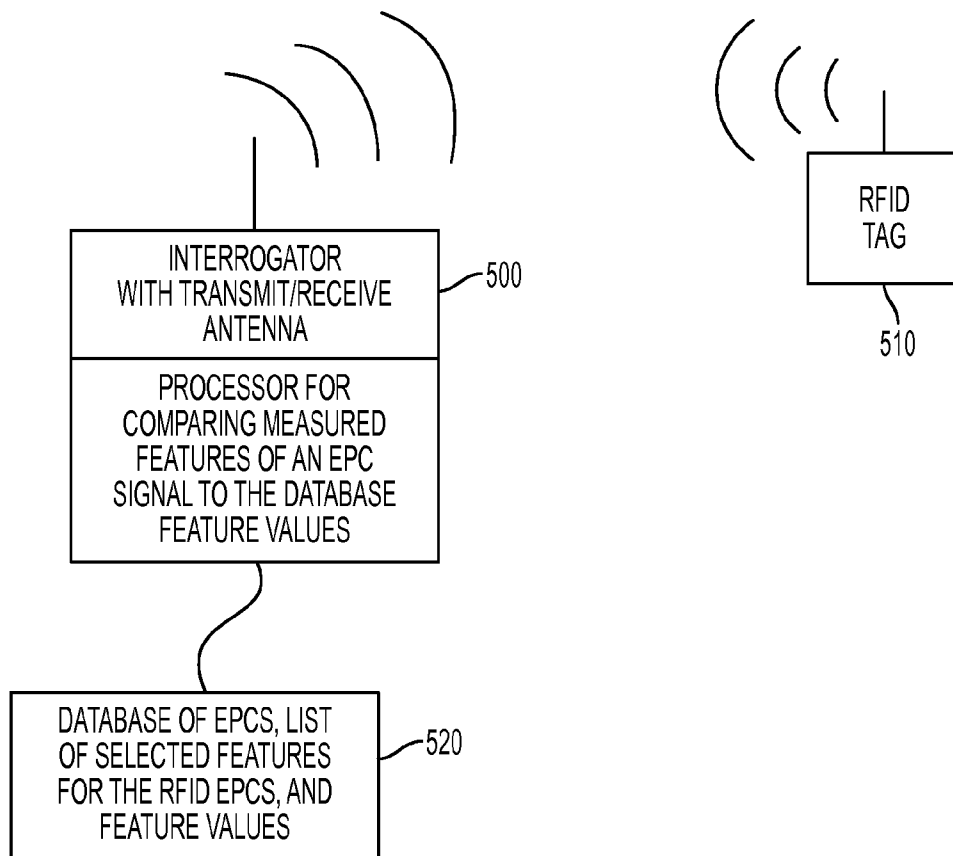 INTERROGATOR
WITH TRANSMIT/RECEIVE
ANTENNA
500
PROCESSOR FOR
COMPARING MEASURED
FEATURES OF AN EPC
SIGNAL TO THE DATABASE
FEATURE VALUES
RFID
TAG
510
DATABASE OF EPCS, LIST
OF SELECTED FEATURES
FOR THE RFID EPCS, AND
FEATURE VALUES
520